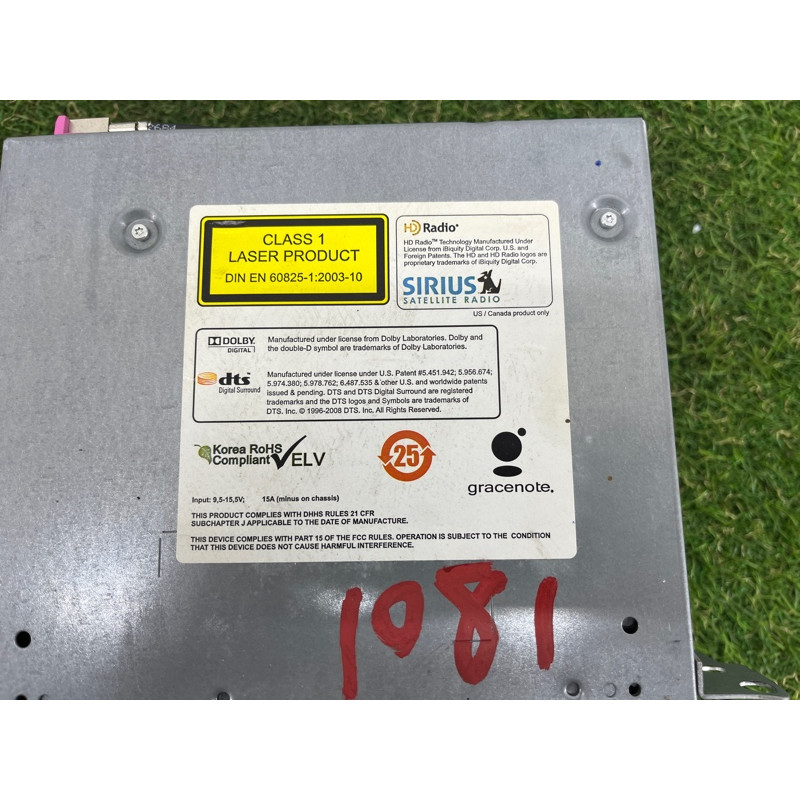 CLASS 1
LASER PRODUCT
DIN EN 60825-1:2003-10
HD Radio
HD Radio™ Technology Manufactured Under
License from iBiquity Digital Corp. U.S. and
Foreign Patents. The HD and HD Radio logos are
proprietary trademarks of iBiquity Digital Corp.
SIRIUS
SATELLITE RADIO
US / Canada product only
DOLBY
DIGITAL
Manufactured under license from Dolby Laboratories. Dolby and
the double-D symbol are trademarks of Dolby Laboratories.
dts
Digital Surround
Manufactured under license under U.S. Patent #5.451.942; 5.956.674;
5.974.380; 5.978.762; 6,487.535 & other U.S. and worldwide patents
issued & pending. DTS and DTS Digital Surround are registered
trademarks and the DTS logos and Symbols are trademarks of
DTS. Inc. © 1996-2008 DTS. Inc. All Rights Reserved.
Korea RoHS
Compliant
ELV
25
gracenote.
Input: 9,5-15,5V; 15A (minus on chassis)
THIS PRODUCT COMPLIES WITH DHHS RULES 21 CFR
SUBCHAPTER J APPLICABLE TO THE DATE OF MANUFACTURE.
THIS DEVICE COMPLIES WITH PART 15 OF THE FCC RULES. OPERATION IS SUBJECT TO THE CONDITION
THAT THIS DEVICE DOES NOT CAUSE HARMFUL INTERFERENCE.
1081